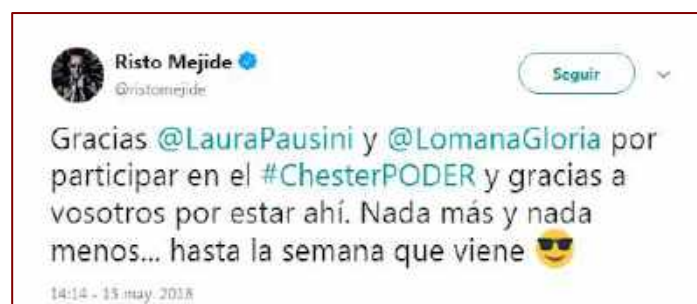 Risto Mejide
@ristomejide
Seguir
Gracias @LauraPausini y @LomanaGloria por
participar en el #ChesterPODER y gracias a
vosotros por estar ahí. Nada más y nada
menos... hasta la semana que viene 😎
14:14 - 15 may. 2018